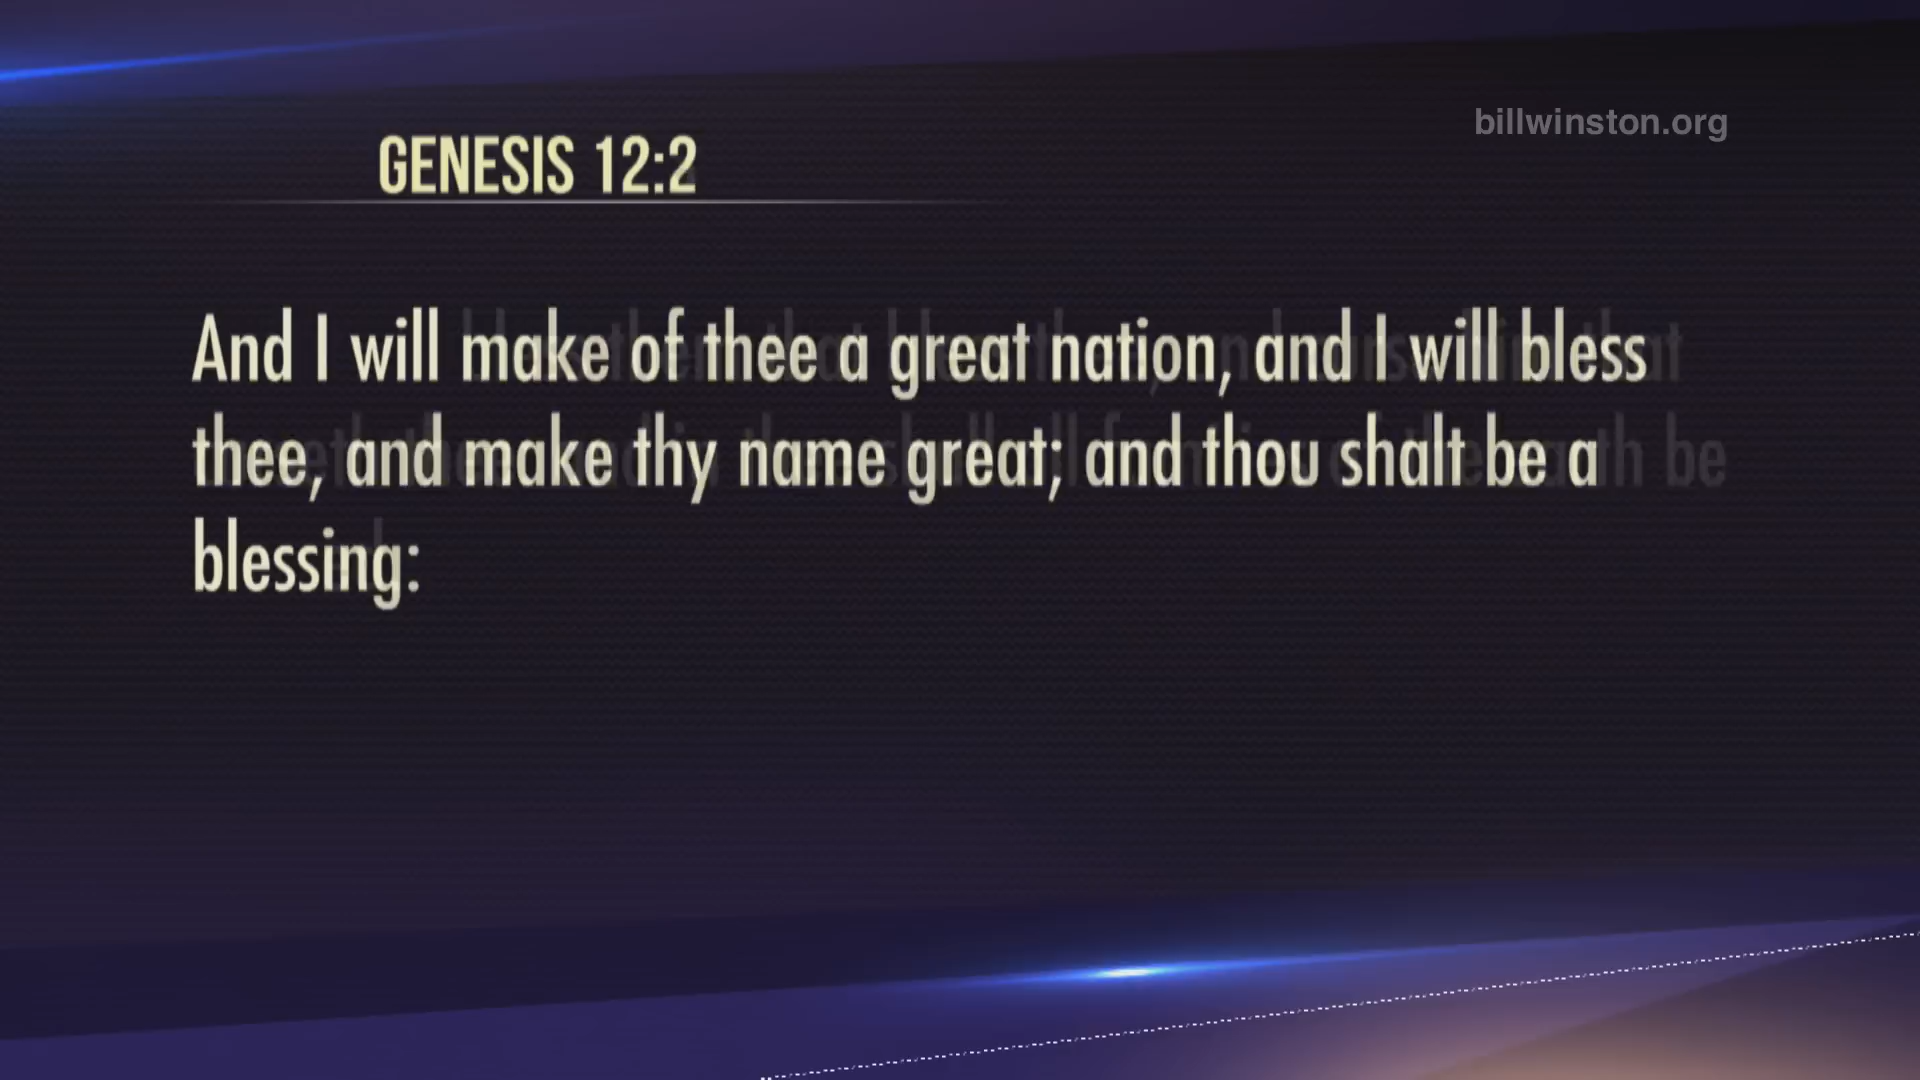 billwinston.org
GENESIS 12:2
And I will make of thee a great nation, and I will bless
thee, and make thy name great; and thou shalt be a
blessing: